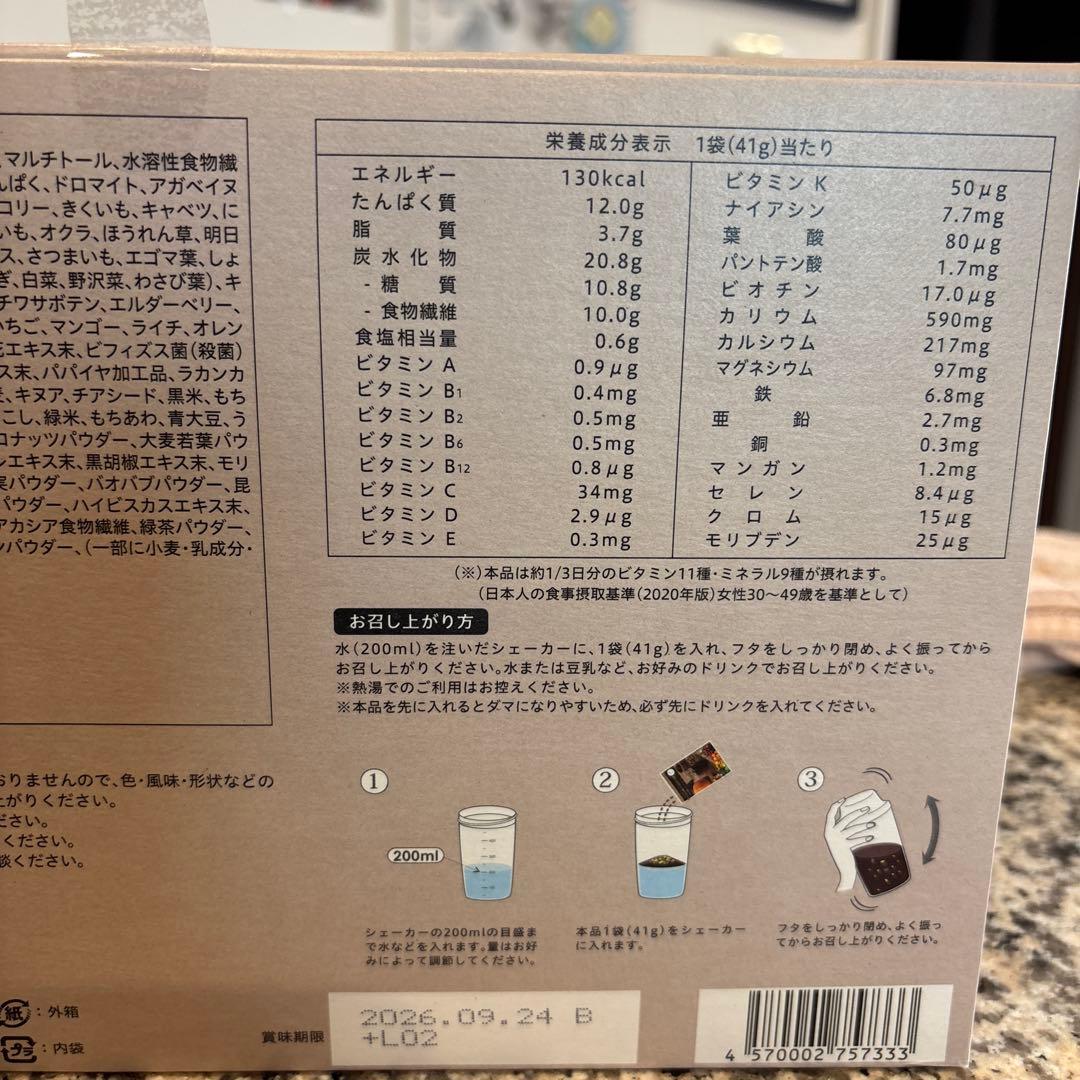 マルチトール、水溶性食物繊
ぱく、ドロマイト、アガベイヌ
コリー、きくいも、キャベツ、に
いも、オクラ、ほうれん草、明日
ス、さつまいも、エゴマ葉、しょ
ぎ、白菜、野沢菜、わさび葉)、キ
チワサボテン、エルダーベリー、
いちご、マンゴー、ライチ、オレン
花エキス末、ビフィズス菌(殺菌)
ス末、パパイヤ加工品、ラカンカ
、キヌア、チアシード、黒米、もち
こし、緑米、もちあわ、青大豆、う
ロナッツパウダー、大麦若葉パウ
エキス末、黒胡椒エキス末、モリ
パウダー、バオバブパウダー、昆
パウダー、ハイビスカスエキス末、
アカシア食物繊維、緑茶パウダー、
ンパウダー、(一部に小麦・乳成分・
おりませんので、色・風味・形状などの
上がりください。
ださい。
ください。
談ください。
紙:外箱
プラ:内袋
栄養成分表示 1袋(41g)当たり
エネルギー 130kcal
たんぱく質 12.0g
脂質 3.7g
炭水化物 20.8g
-糖質 10.8g
-食物繊維 10.0g
食塩相当量 0.6g
ビタミンA 0.9μg
ビタミンB1 0.4mg
ビタミンB2 0.5mg
ビタミンB6 0.5mg
ビタミンB12 0.8μg
ビタミンC 34mg
ビタミンD 2.9μg
ビタミンE 0.3mg
ビタミンK 50μg
ナイアシン 7.7mg
葉酸 80μg
パントテン酸 1.7mg
ビオチン 17.0μg
カリウム 590mg
カルシウム 217mg
マグネシウム 97mg
鉄 6.8mg
亜鉛 2.7mg
銅 0.3mg
マンガン 1.2mg
セレン 8.4μg
クロム 15μg
モリブデン 25μg
(※)本品は約1/3日分のビタミン11種・ミネラル9種が摂れます。
(日本人の食事摂取基準(2020年版)女性30〜49歳を基準として)
お召し上がり方
水(200ml)を注いだシェーカーに、1袋(41g)を入れ、フタをしっかり閉め、よく振ってから
お召し上がりください。水または豆乳など、お好みのドリンクでお召し上がりください。
※熱湯でのご利用はお控えください。
※本品を先に入れるとダマになりやすいため、必ず先にドリンクを入れてください。
1
200ml
シェーカーの200mlの目盛ま
で水などを入れます。量はお好
みによって調節してください。
2
本品1袋(41g)をシェーカー
に入れます。
3
フタをしっかり閉め、よく振っ
てからお召し上がりください。
賞味期限
2026.09.24 B
+L02
4 570002 757333